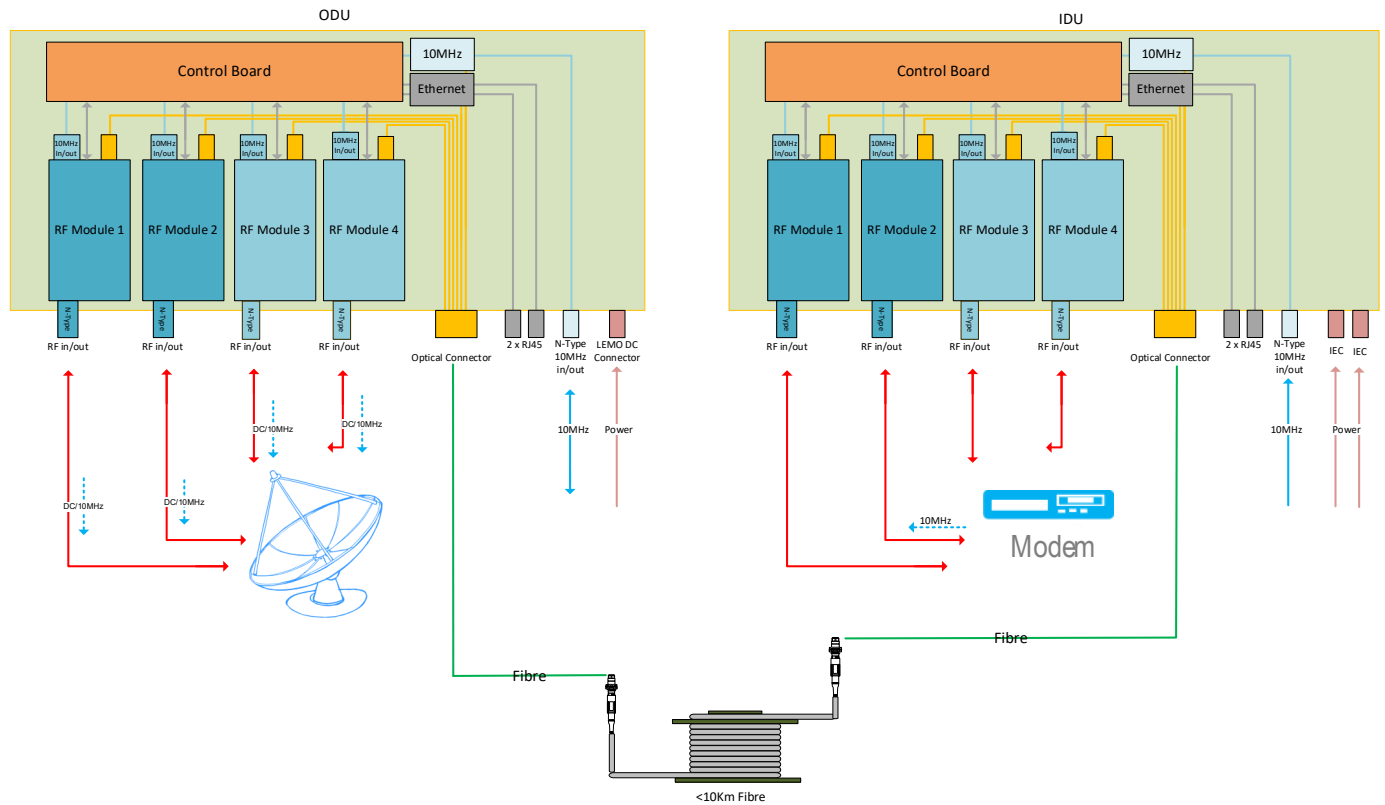 ODU
10MHz
Control Board
Ethernet
10MHz
In/out
10MHz
In/out
10MHz
In/out
10MHz
In/out
RF Module 1
RF Module 2
RF Module 3
RF Module 4
N-Type
N-Type
N-Type
N-Type
RF in/out
RF in/out
RF in/out
RF in/out
Optical Connector
2 x RJ45
N-Type
10MHz
in/out
LEMO DC
Connector
DC/10MHz
DC/10MHz
DC/10MHz
DC/10MHz
10MHz
Power
IDU
10MHz
Control Board
Ethernet
10MHz
In/out
10MHz
In/out
10MHz
In/out
10MHz
In/out
RF Module 1
RF Module 2
RF Module 3
RF Module 4
N-Type
N-Type
N-Type
N-Type
RF in/out
RF in/out
RF in/out
RF in/out
Optical Connector
2 x RJ45
N-Type
10MHz
in/out
IEC
IEC
10MHz
Power
10MHz
Modem
Fibre
Fibre
<10Km Fibre